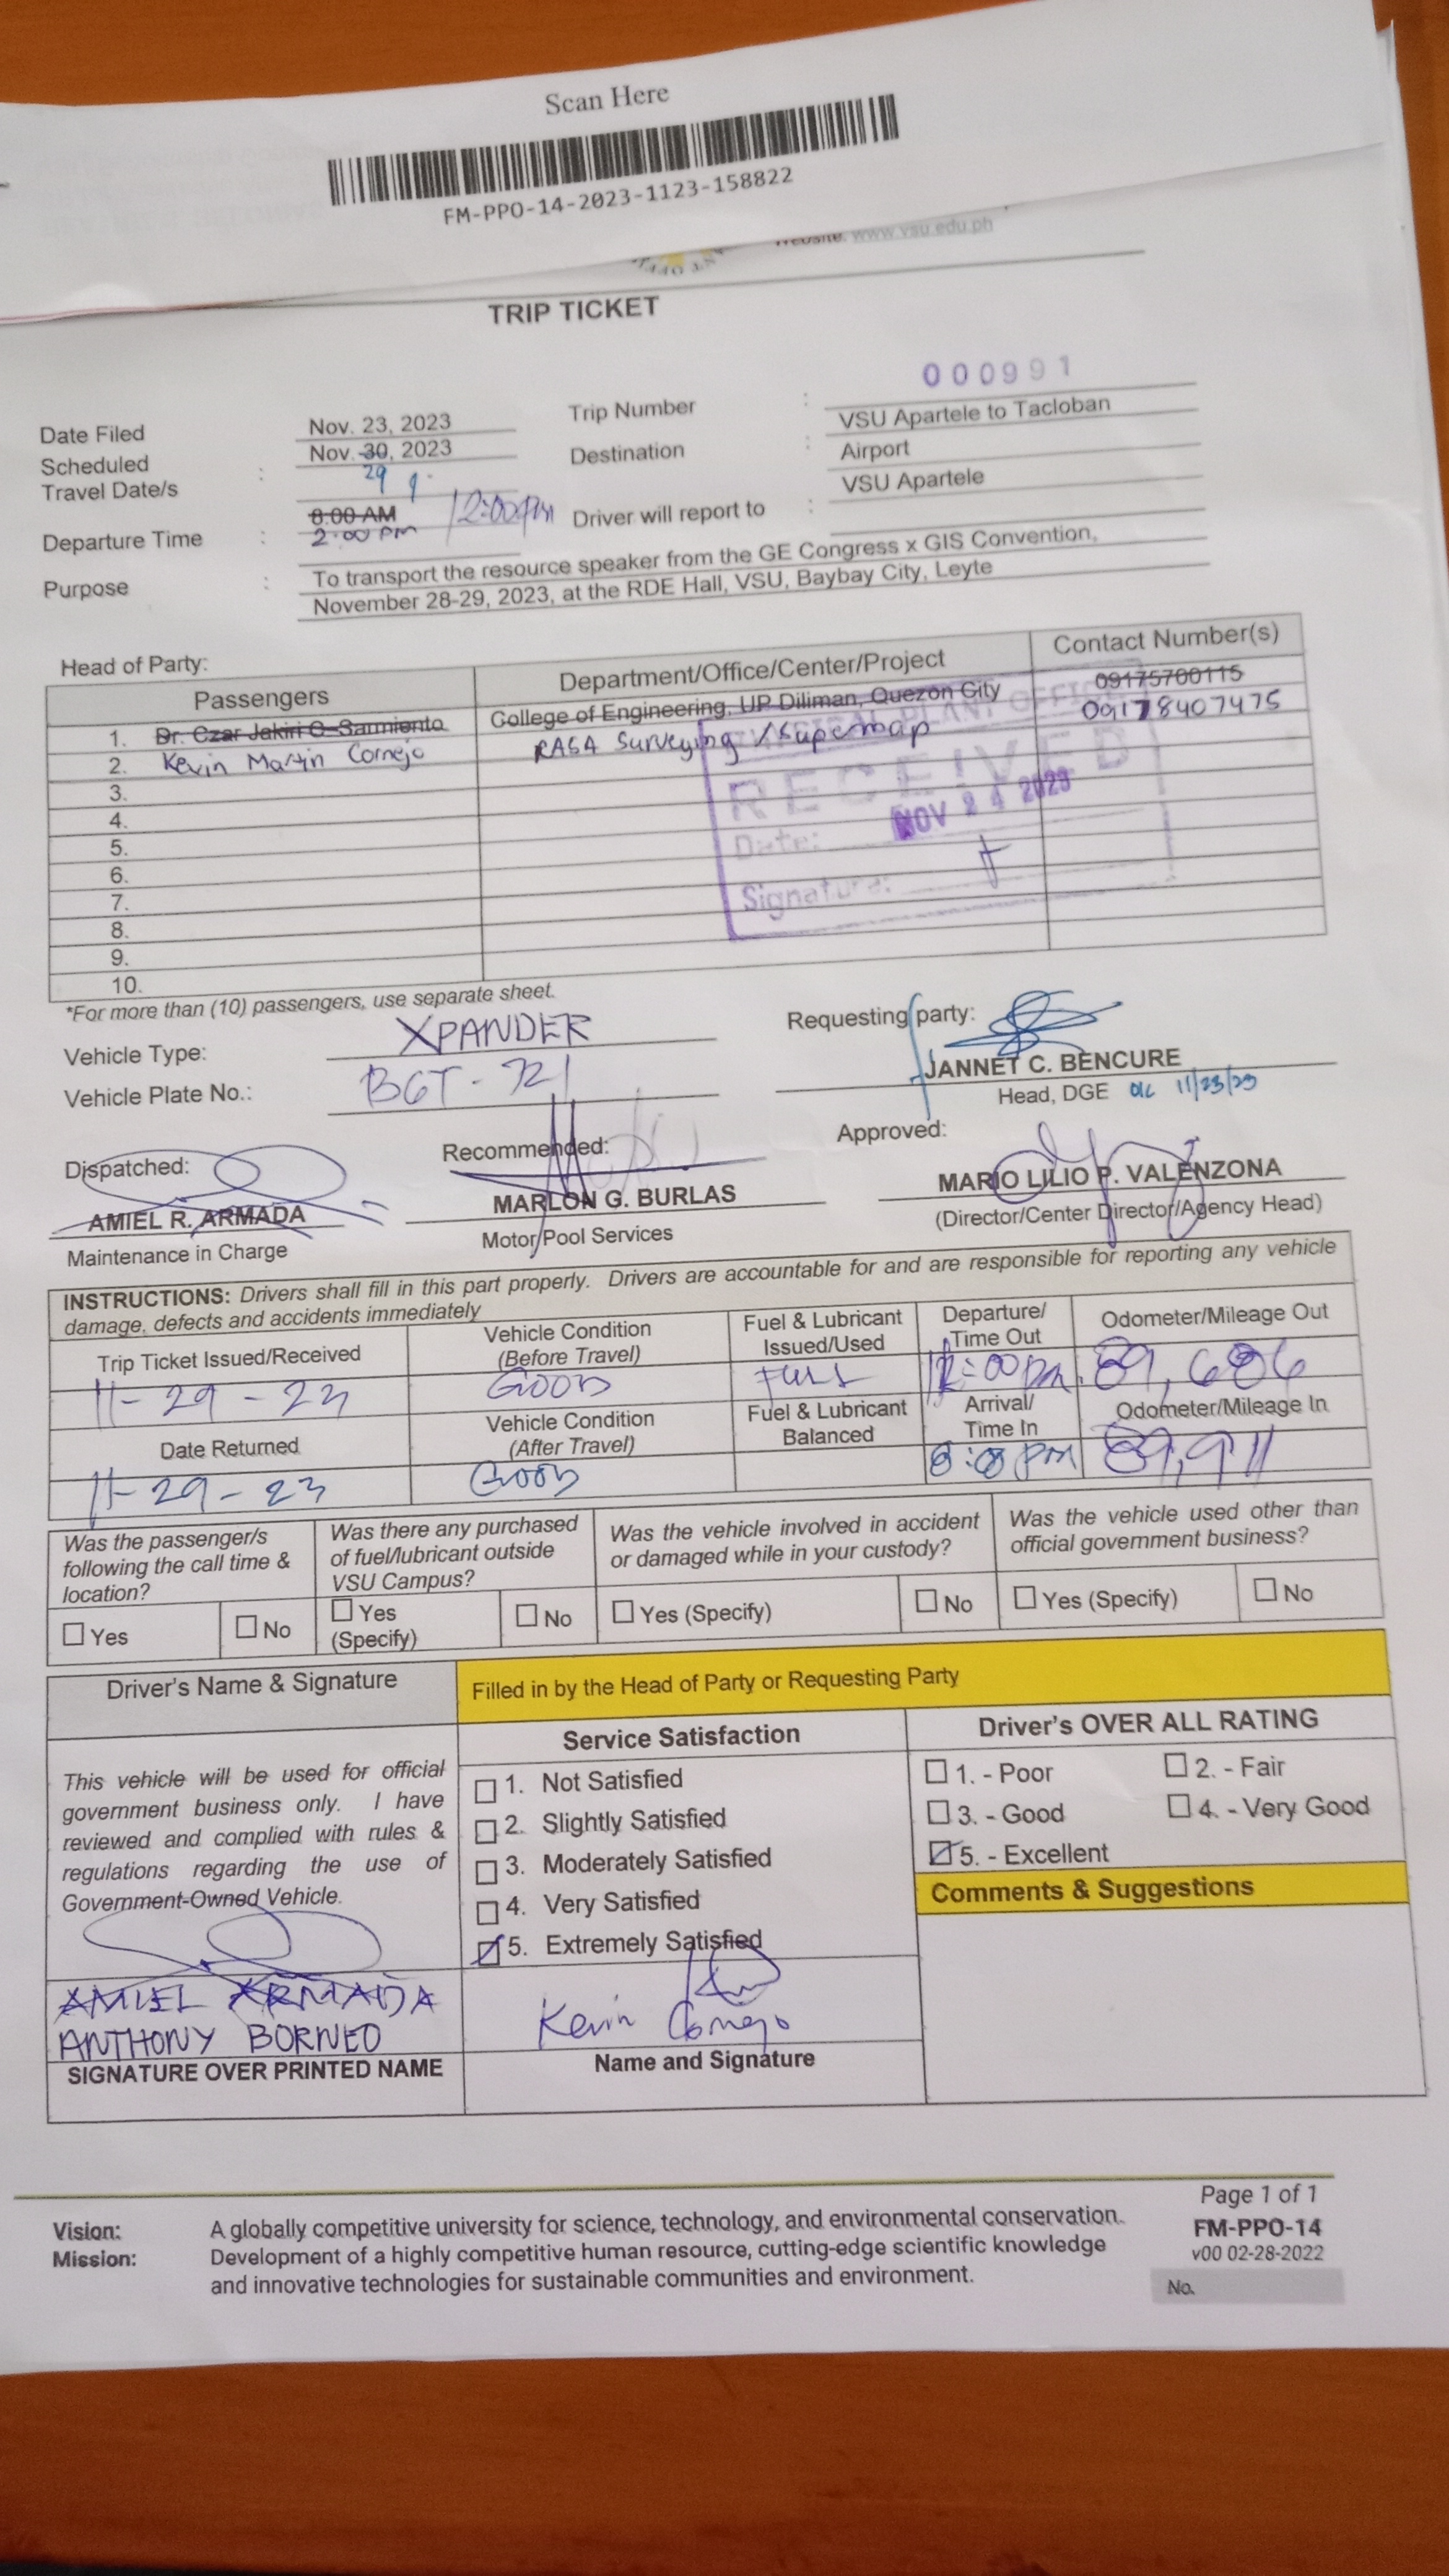 Scan Here
FM-PPO-14-2023-1123-158822
Website: www.vsu.edu.ph
TRIP TICKET
Date Filed Nov. 23, 2023 Trip Number : 000991
Scheduled Travel Date/s : Nov. 30, 2023 29 Destination : VSU Apartele to Tacloban Airport
Departure Time : 8:00 AM 2:00 PM 12:00pm Driver will report to : VSU Apartele
Purpose : To transport the resource speaker from the GE Congress x GIS Convention,
November 28-29, 2023, at the RDE Hall, VSU, Baybay City, Leyte
Head of Party:
Passengers Department/Office/Center/Project Contact Number(s)
1. Dr. Czar Jakiri O. Sarmiento College of Engineering, UP Diliman, Quezon City 09175700115
2. Kevin Martin Cornejo RASA Surveying / Supermap 09178407475
3.
4.
5.
6.
7.
8.
9.
10.
RECEIVED
Date: NOV 24 2023
Signature:
*For more than (10) passengers, use separate sheet.
Vehicle Type: XPANDER
Vehicle Plate No.:
Requesting party:
JANNET C. BENCURE
Head, DGE 11/23/23
Dispatched:
AMIEL R. ARMADA
Maintenance in Charge
Recommended:
MARLON G. BURLAS
Motor Pool Services
Approved:
MARIO LILIO P. VALENZONA
(Director/Center Director/Agency Head)
INSTRUCTIONS: Drivers shall fill in this part properly. Drivers are accountable for and are responsible for reporting any vehicle
damage, defects and accidents immediately
Trip Ticket Issued/Received Vehicle Condition (Before Travel) Fuel & Lubricant Issued/Used Departure/ Time Out Odometer/Mileage Out
11-29-23 GOOD FULL 12:00pm 89,686
Date Returned Vehicle Condition (After Travel) Fuel & Lubricant Balanced Arrival/ Time In Odometer/Mileage In
11-29-23 GOOD PM 89,911
Was the passenger/s following the call time & location?
Yes No
Was there any purchased of fuel/lubricant outside VSU Campus?
Yes (Specify) No
Was the vehicle involved in accident or damaged while in your custody?
Yes (Specify) No
Was the vehicle used other than official government business?
Yes (Specify) No
Driver's Name & Signature
This vehicle will be used for official
government business only. I have
reviewed and complied with rules &
regulations regarding the use of
Government-Owned Vehicle.
AMIEL ARMADA
ANTHONY BORNEO
SIGNATURE OVER PRINTED NAME
Filled in by the Head of Party or Requesting Party
Service Satisfaction
1. Not Satisfied
2. Slightly Satisfied
3. Moderately Satisfied
4. Very Satisfied
5. Extremely Satisfied
Kevin Cornejo
Name and Signature
Driver's OVER ALL RATING
1. - Poor 2. - Fair
3. - Good 4. - Very Good
5. - Excellent
Comments & Suggestions
Vision: A globally competitive university for science, technology, and environmental conservation.
Mission: Development of a highly competitive human resource, cutting-edge scientific knowledge
and innovative technologies for sustainable communities and environment.
Page 1 of 1
FM-PPO-14
v00 02-28-2022
No.